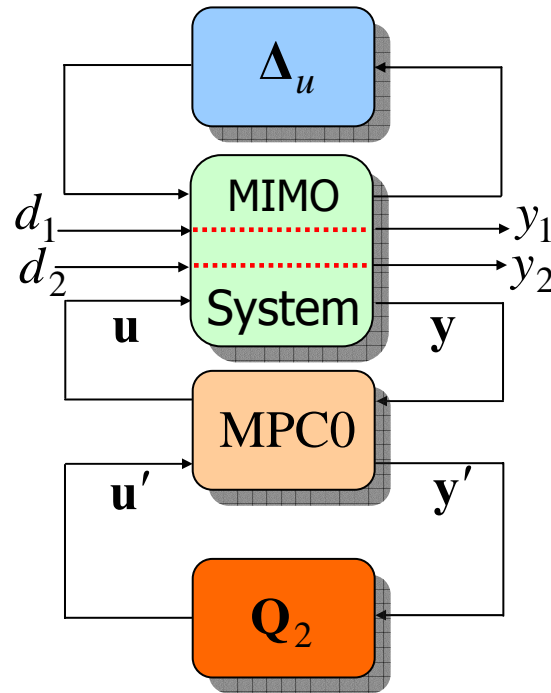 Δu
MIMO
d1 y1
d2 y2
System
u y
MPC0
u′ y′
Q2